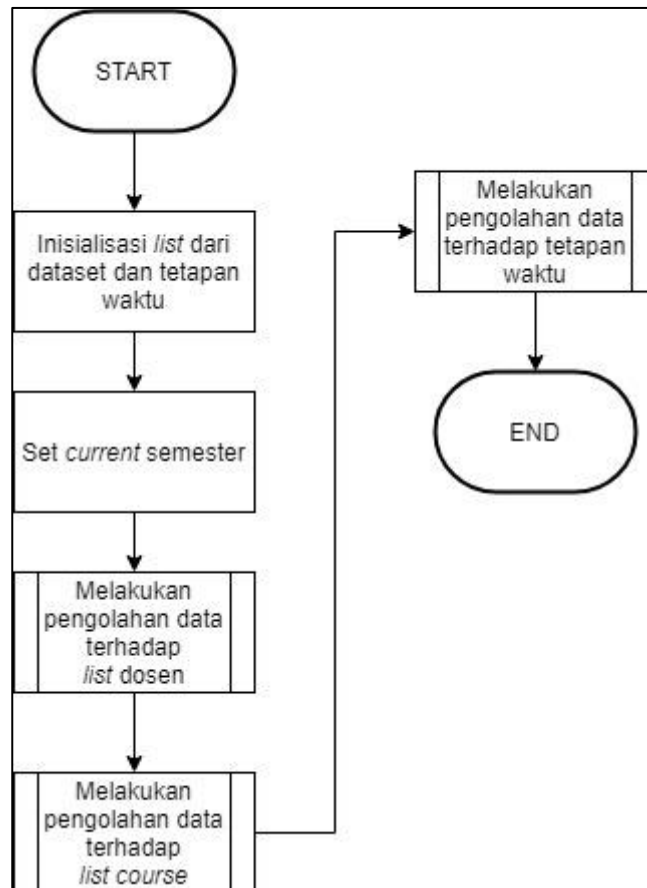 START
Inisialisasi list dari
dataset dan tetapan
waktu
Set current semester
Melakukan
pengolahan data
terhadap
list dosen
Melakukan
pengolahan data
terhadap
list course
Melakukan
pengolahan data
terhadap tetapan
waktu
END